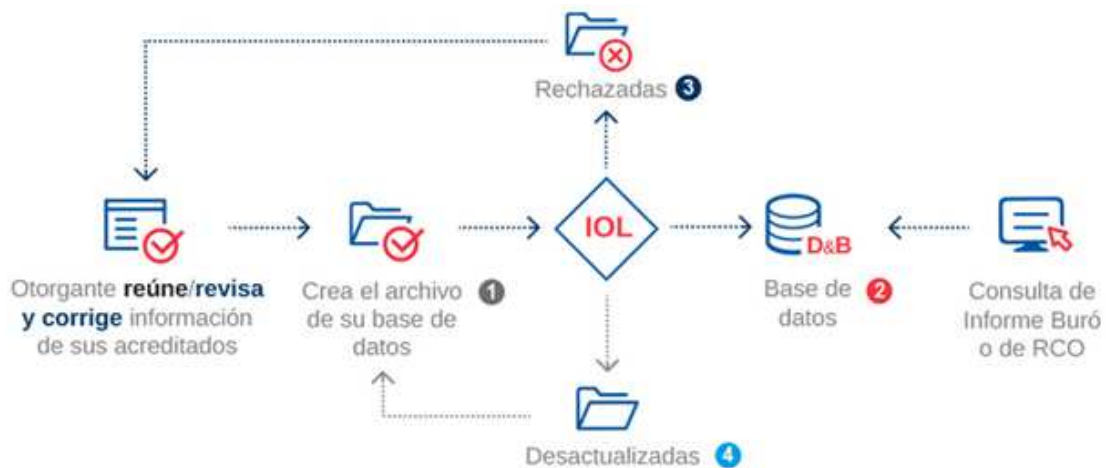 Rechazadas 3
IOL
D&B
Otorgante reúne/revisa
y corrige información
de sus acreditados
Crea el archivo 1
de su base de
datos
Base de 2
datos
Consulta de
Informe Buró
o de RCO
Desactualizadas 4